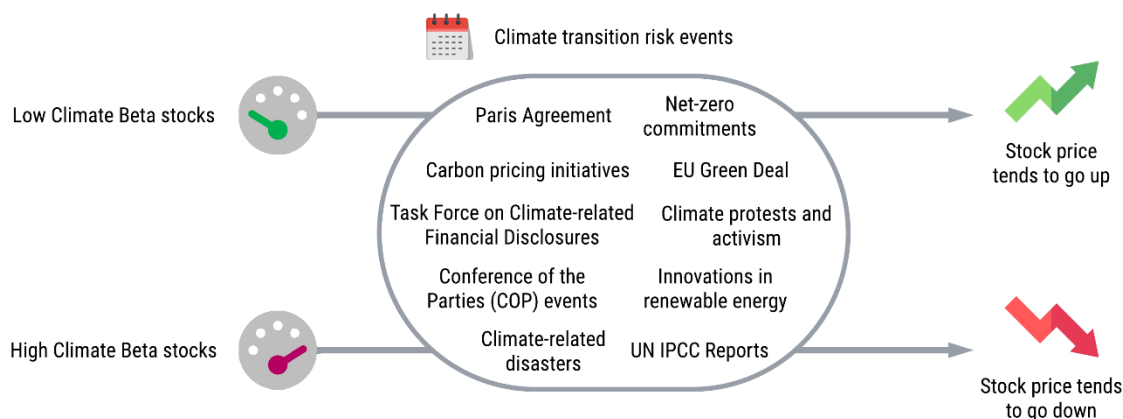 Climate transition risk events
Low Climate Beta stocks
Paris Agreement
Net-zero
commitments
Carbon pricing initiatives
EU Green Deal
Task Force on Climate-related
Financial Disclosures
Climate protests and
activism
Conference of the
Parties (COP) events
Innovations in
renewable energy
Climate-related
disasters
UN IPCC Reports
Stock price
tends to go up
High Climate Beta stocks
Stock price tends
to go down